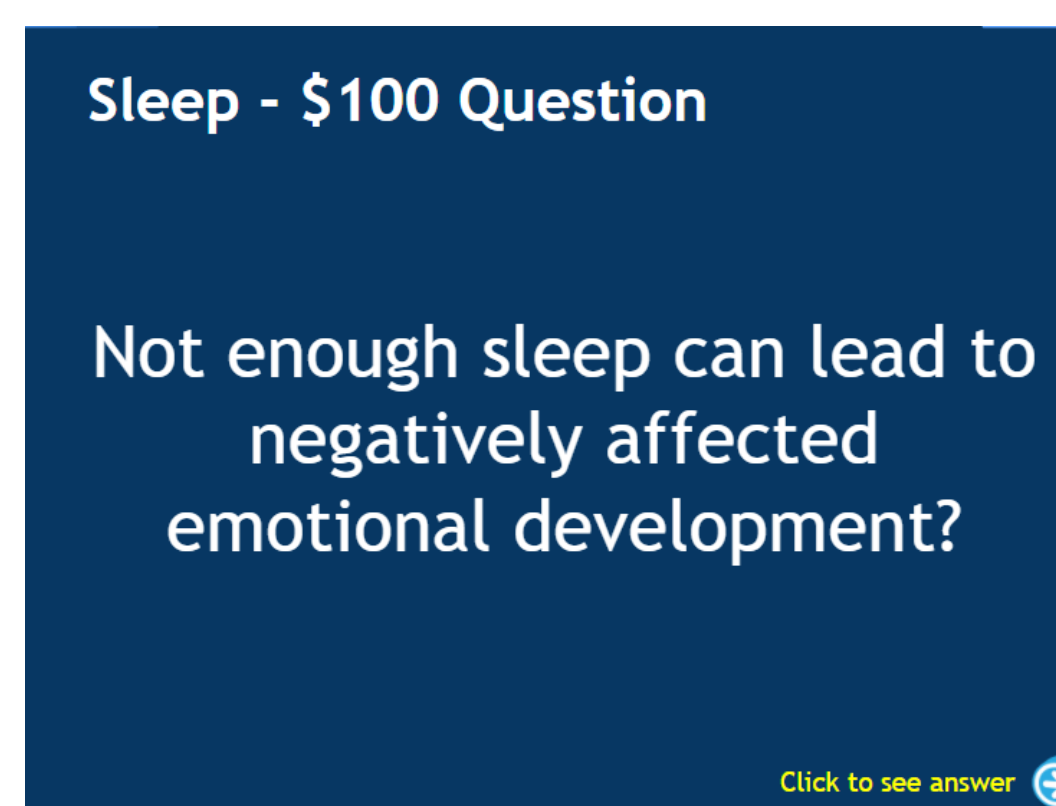 Sleep - $100 Question
Not enough sleep can lead to
negatively affected
emotional development?
Click to see answer